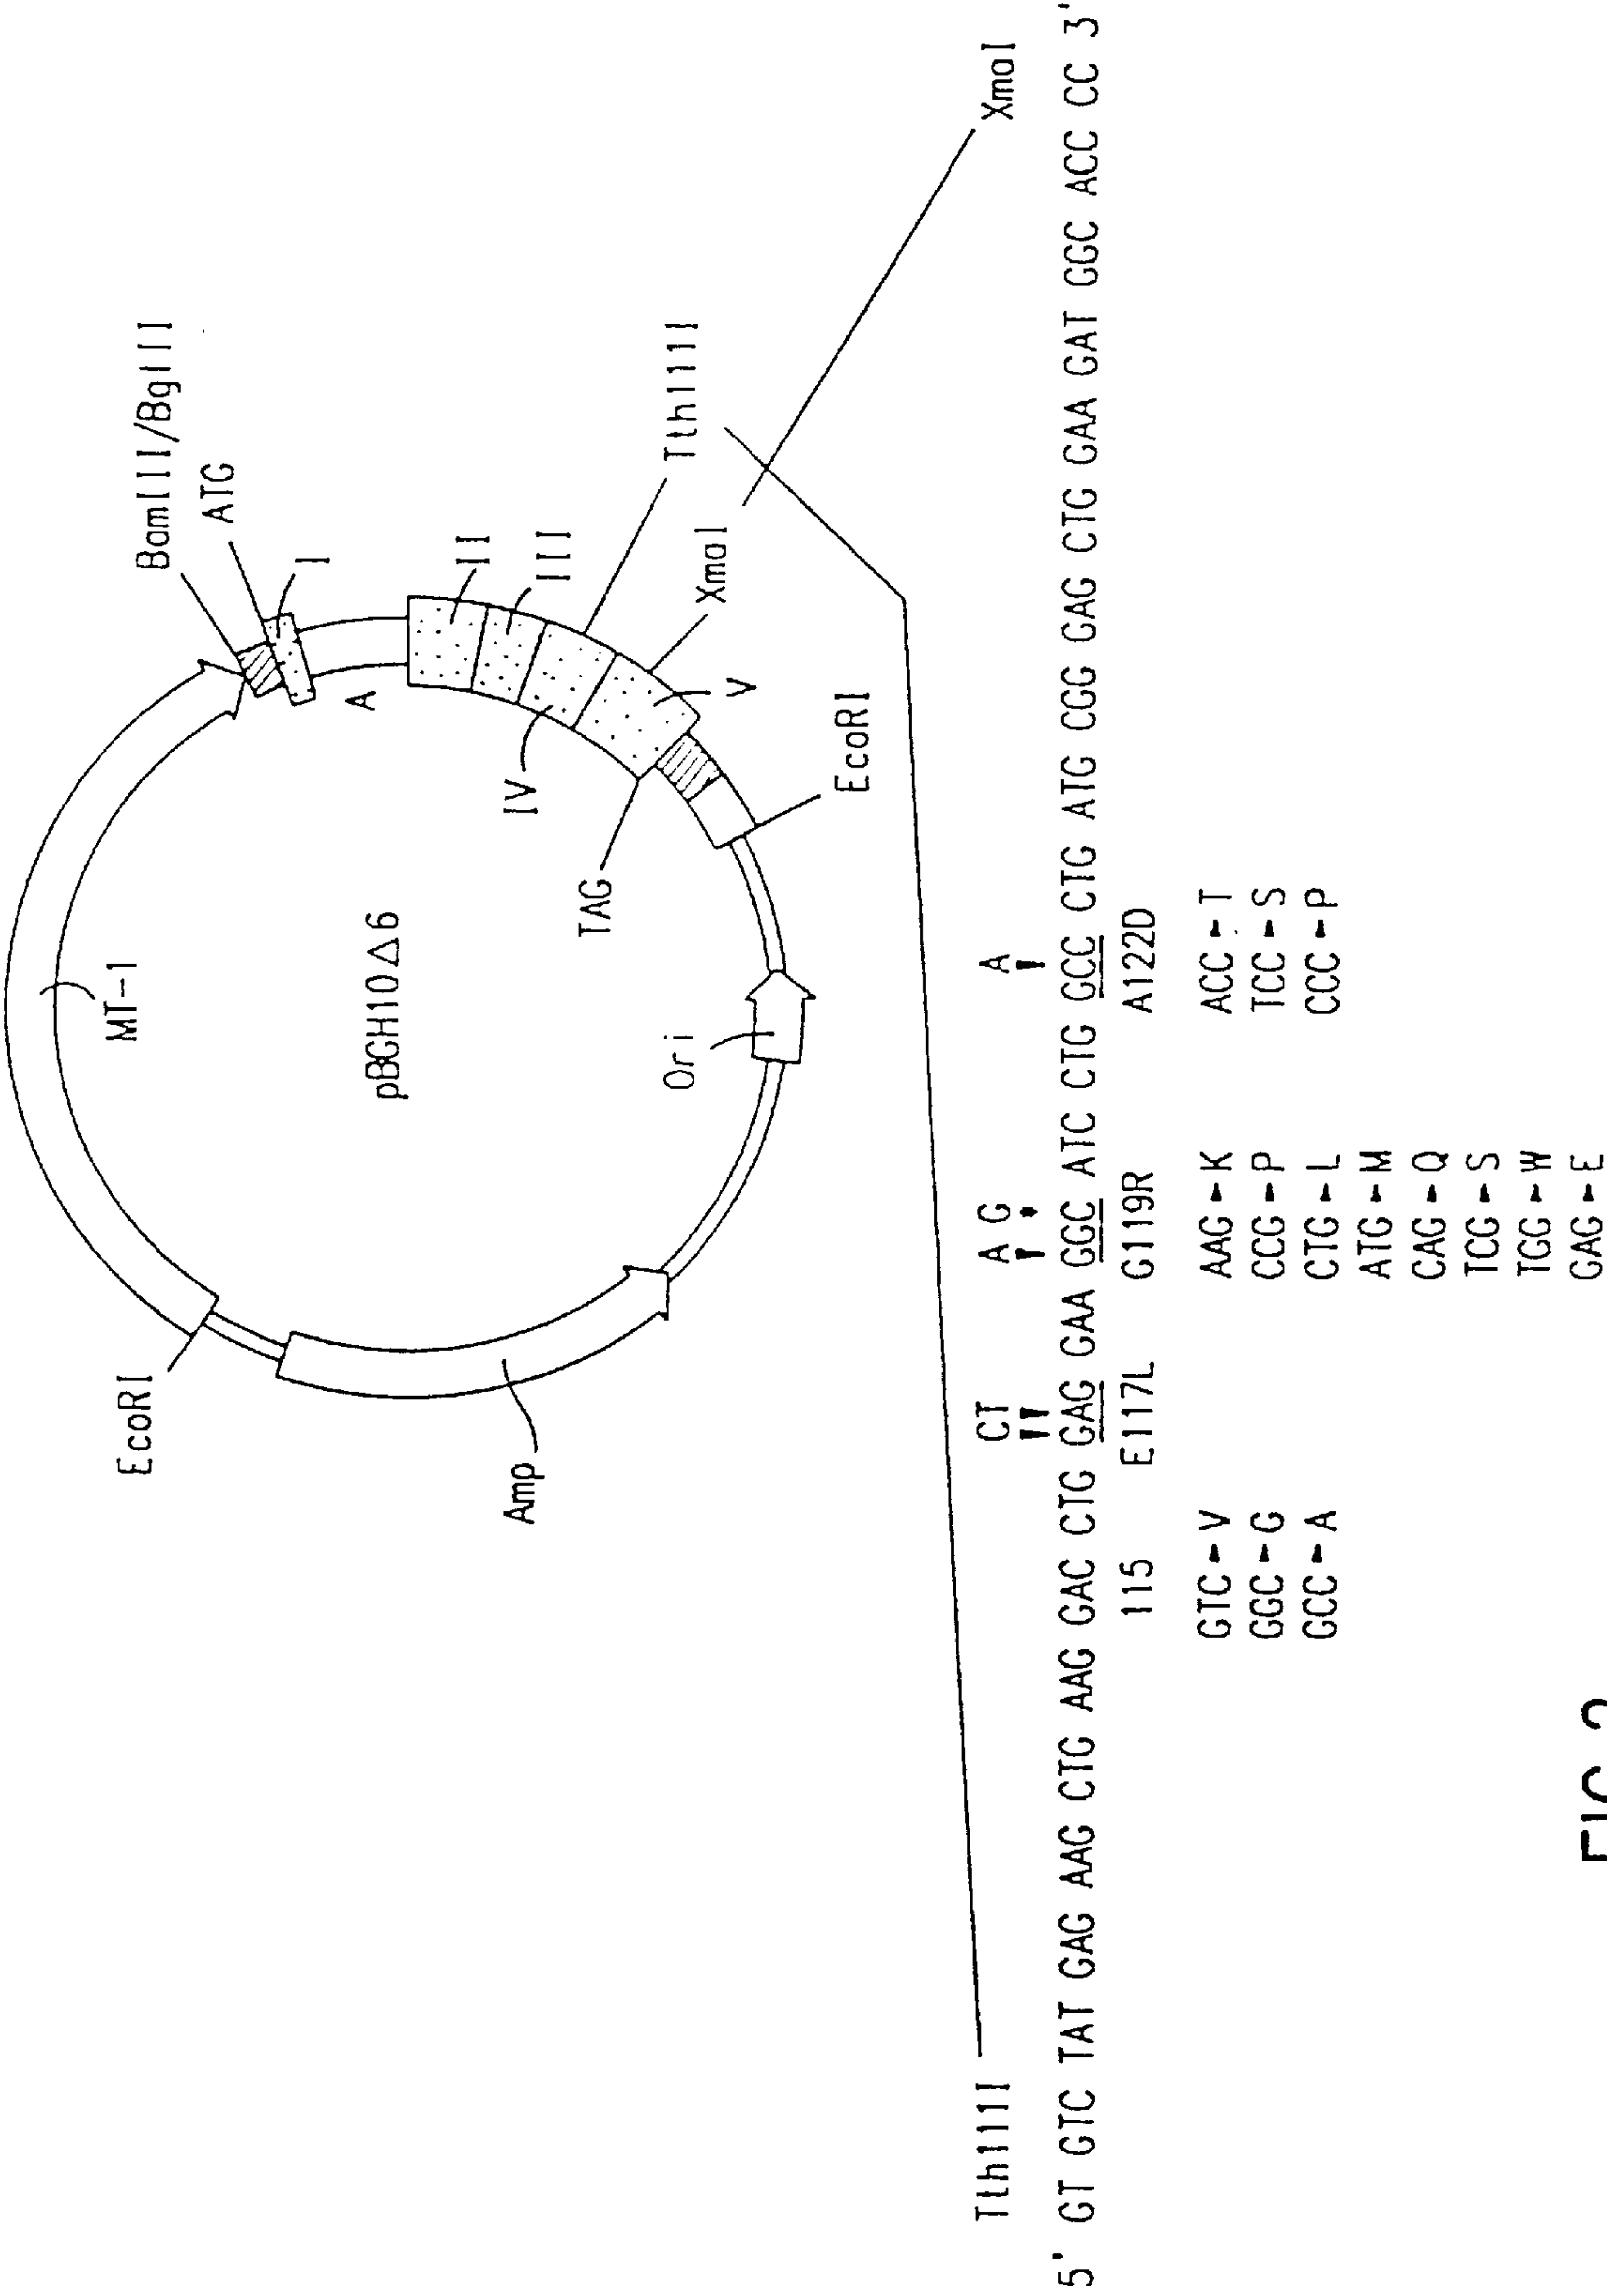 BamIII/BglII
ATG
I
MT-1
A
II
III
EcoRI
pBGH10Δ6
Tth111I
IV
XmaI
V
TAG
Amp
Ori
EcoRI
Tth111I
XmaI
CT A G A
5' GT GTC TAT GAG AAG CTG AAG GAC CTG GAG GAA GGC ATC CTG GCC CTG ATG CGG GAG CTG GAA GAT GGC ACC CC 3'
115 E117L G119R A122D
GTC ► V AAG ► K ACC ► T
GGC ► G CCG ► P TCC ► S
GCC ► A CTG ► L CCC ► P
ATG ► M
CAG ► Q
TCG ► S
TGG ► W
GAG ► E